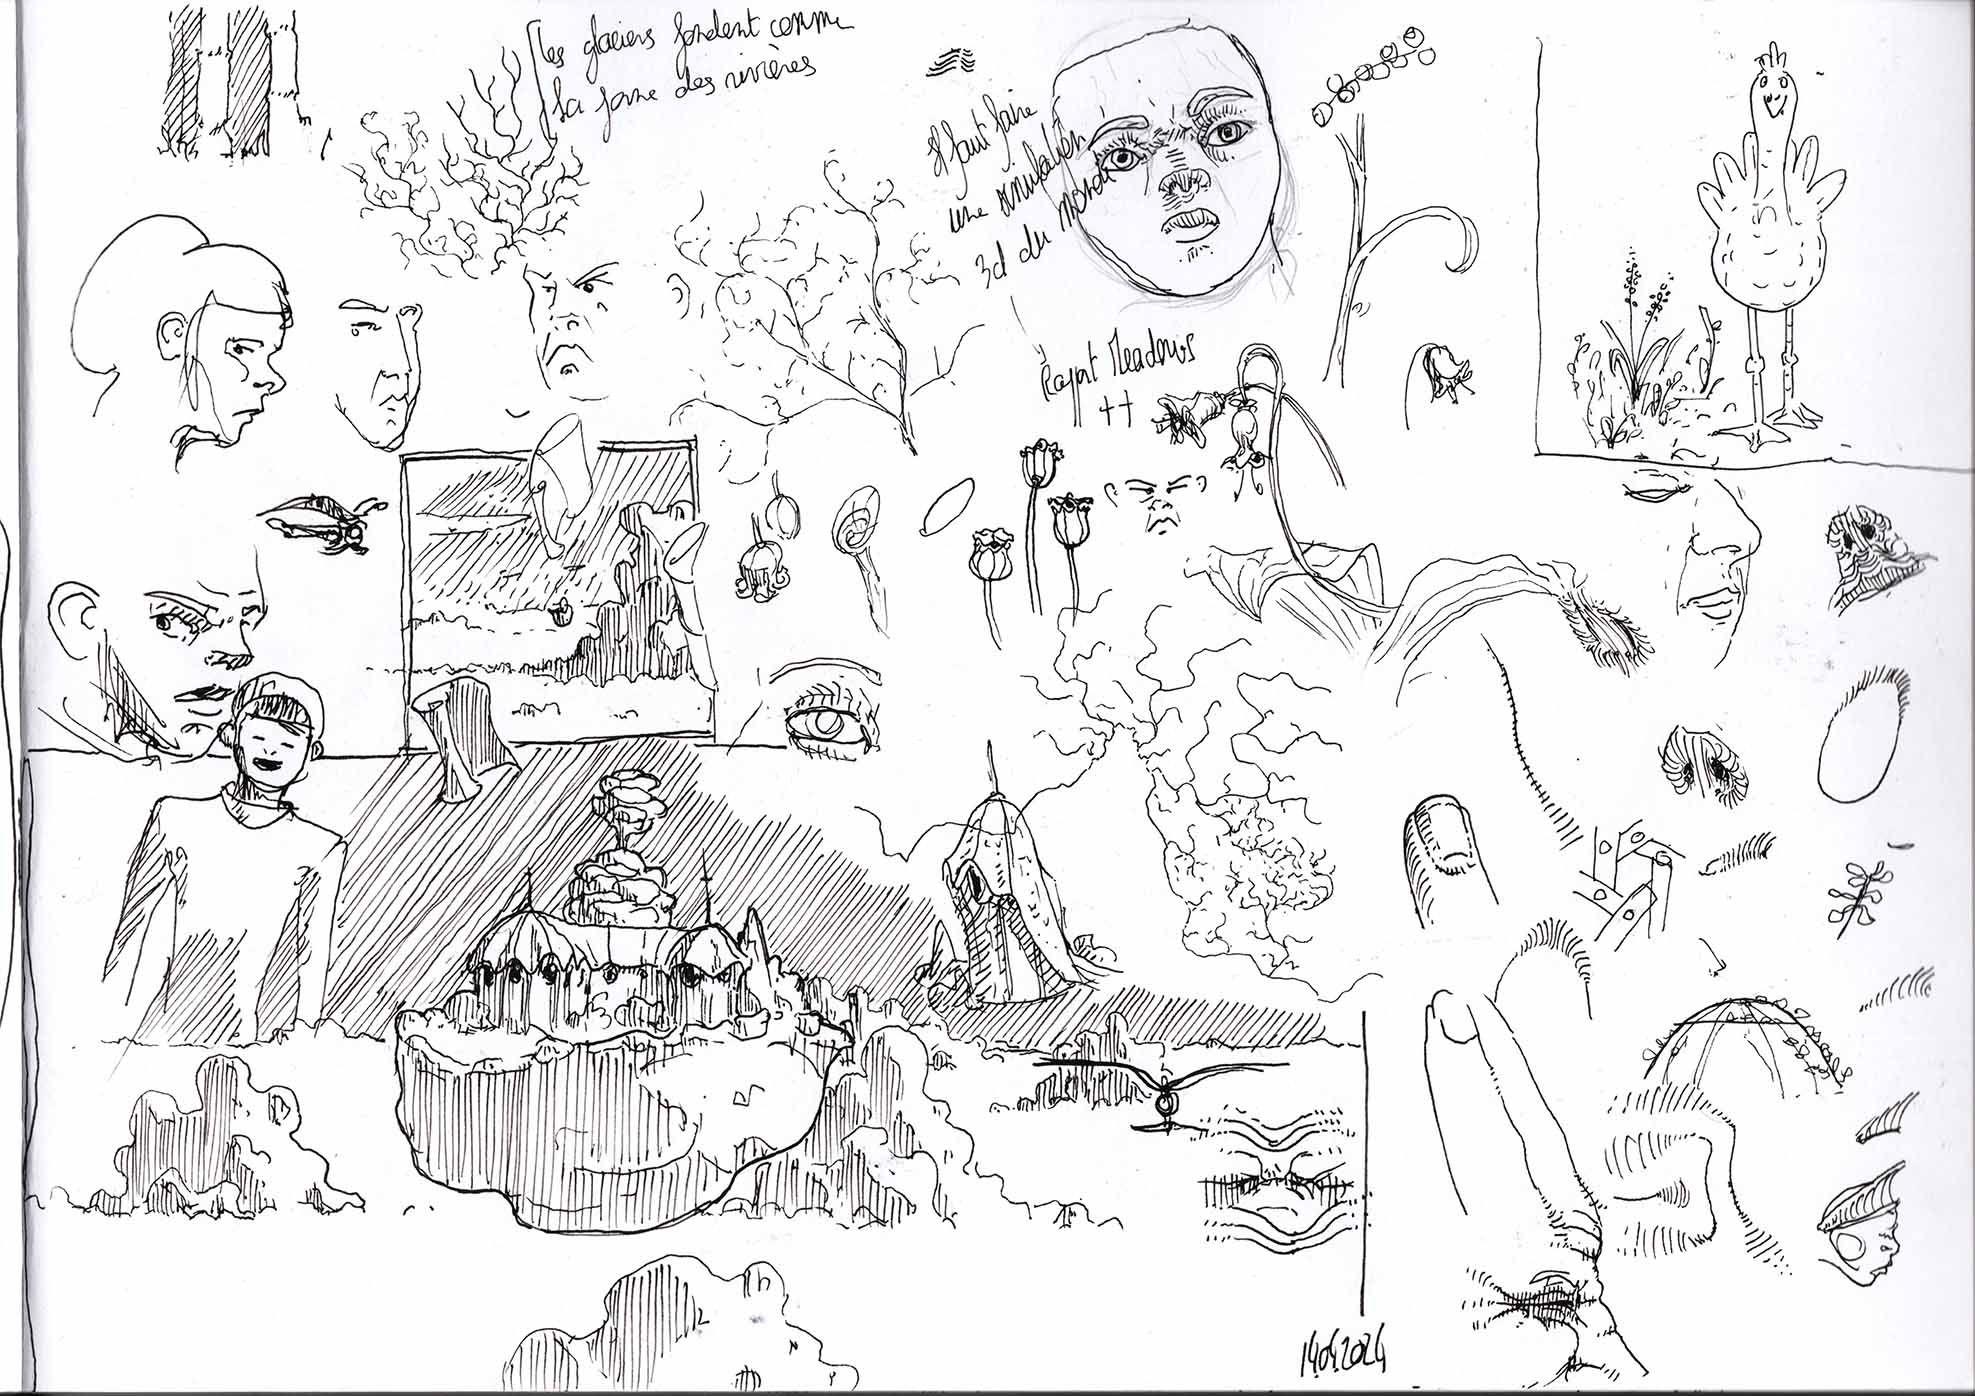 les glaciers fondent comme
la forme des rivières
il faut faire
une simulation
3d du monde
Rapport Meadows
++
14.04.2024